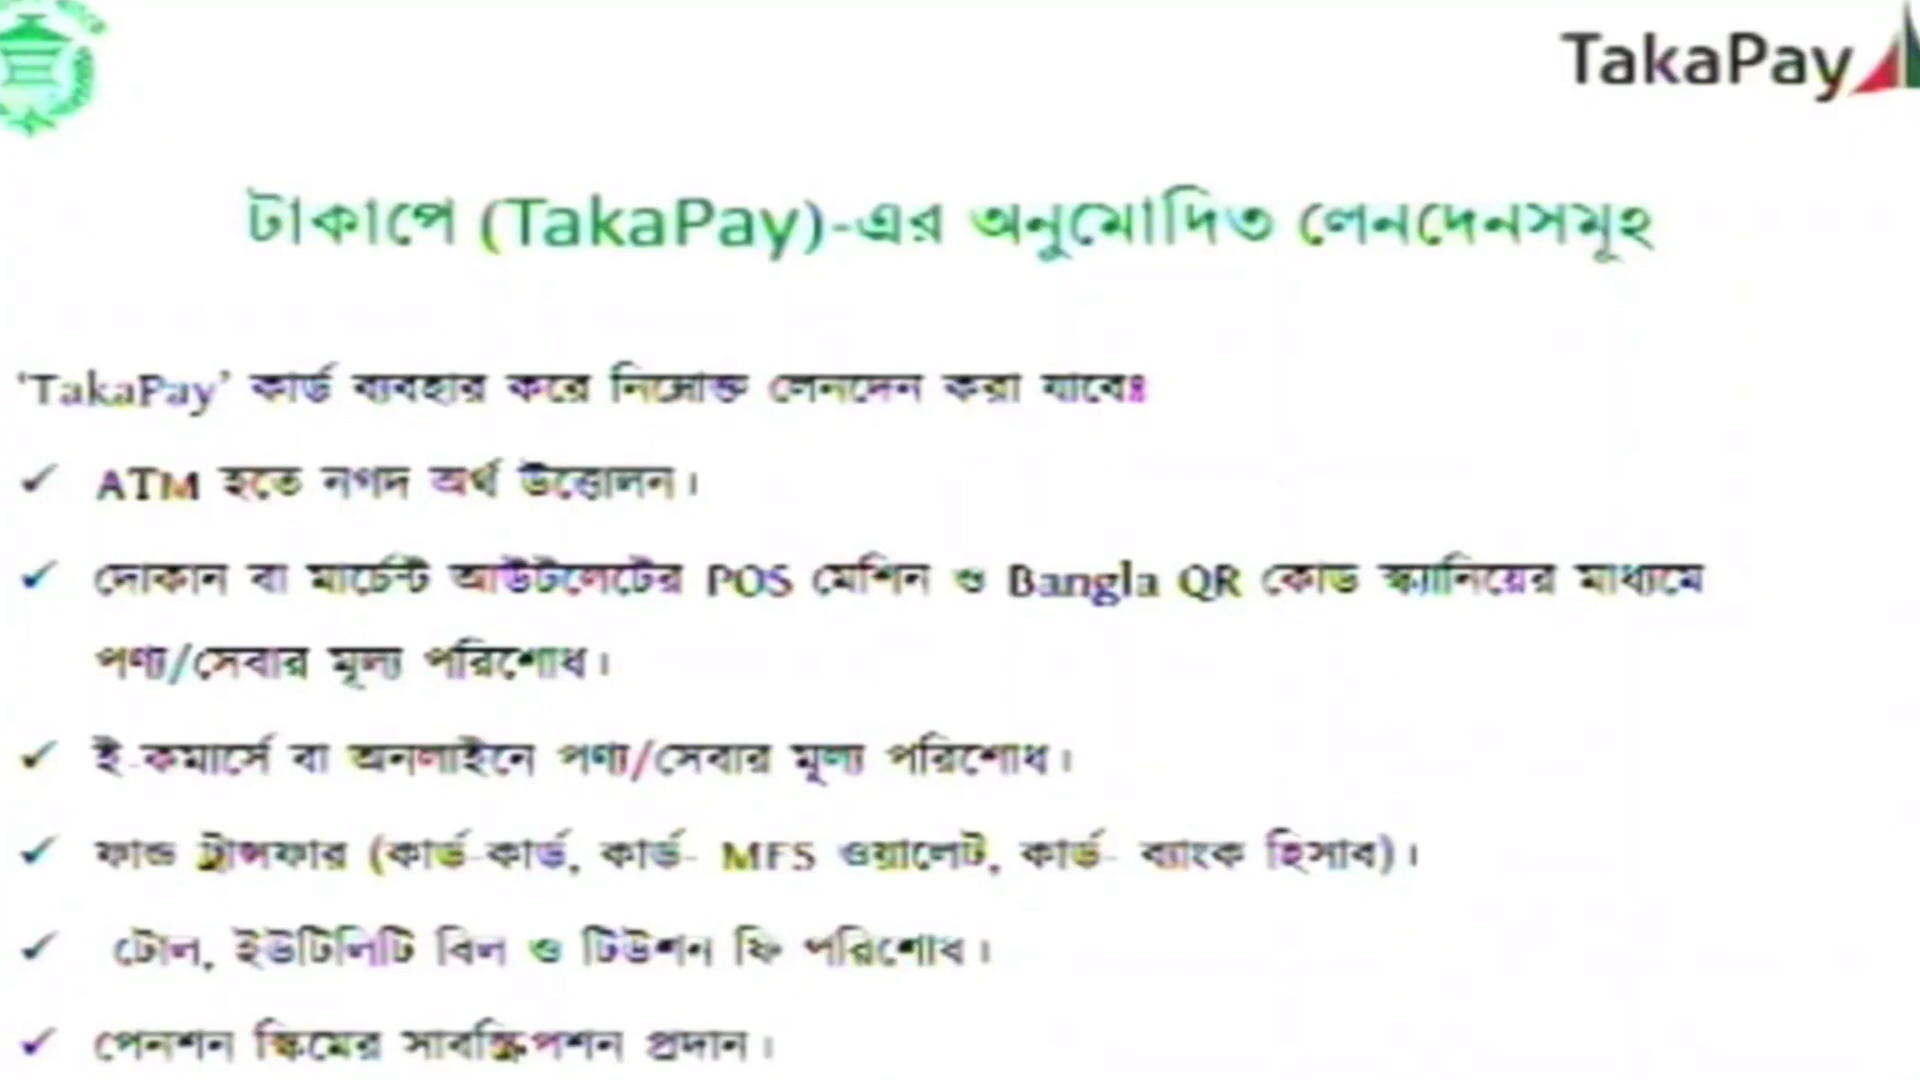 TakaPay
টাকাপে (TakaPay)-এর অনুমোদিত লেনদেনসমূহ
‘TakaPay’ কার্ড ব্যবহার করে নিম্নোক্ত লেনদেন করা যাবেঃ
✓ ATM হতে নগদ অর্থ উত্তোলন।
✓ দোকান বা মার্চেন্ট আউটলেটের POS মেশিন ও Bangla QR কোড স্ক্যানিয়ের মাধ্যমে
পণ্য/সেবার মূল্য পরিশোধ।
✓ ই-কমার্সে বা অনলাইনে পণ্য/সেবার মূল্য পরিশোধ।
✓ ফান্ড ট্রান্সফার (কার্ড-কার্ড, কার্ড- MFS ওয়ালেট, কার্ড- ব্যাংক হিসাব)।
✓ টোল, ইউটিলিটি বিল ও টিউশন ফি পরিশোধ।
✓ পেনশন স্কিমের সাবস্ক্রিপশন প্রদান।